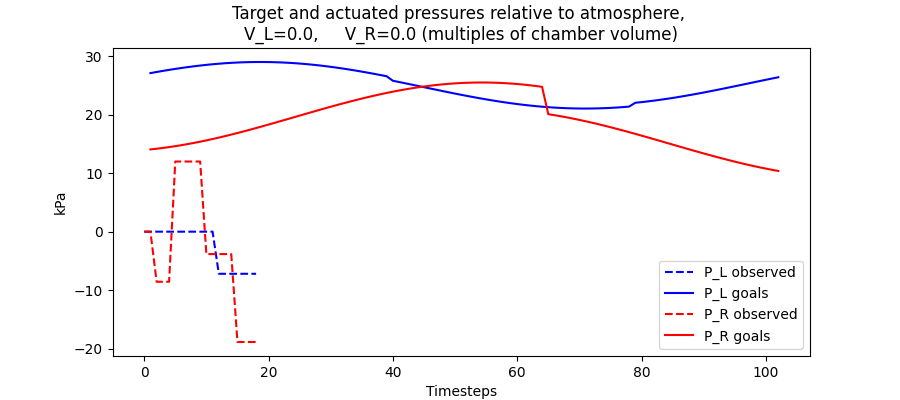 Target and actuated pressures relative to atmosphere,
V_L=0.0,     V_R=0.0 (multiples of chamber volume)
kPa
30
20
10
0
−10
−20
0
20
40
60
80
100
Timesteps
P_L observed
P_L goals
P_R observed
P_R goals